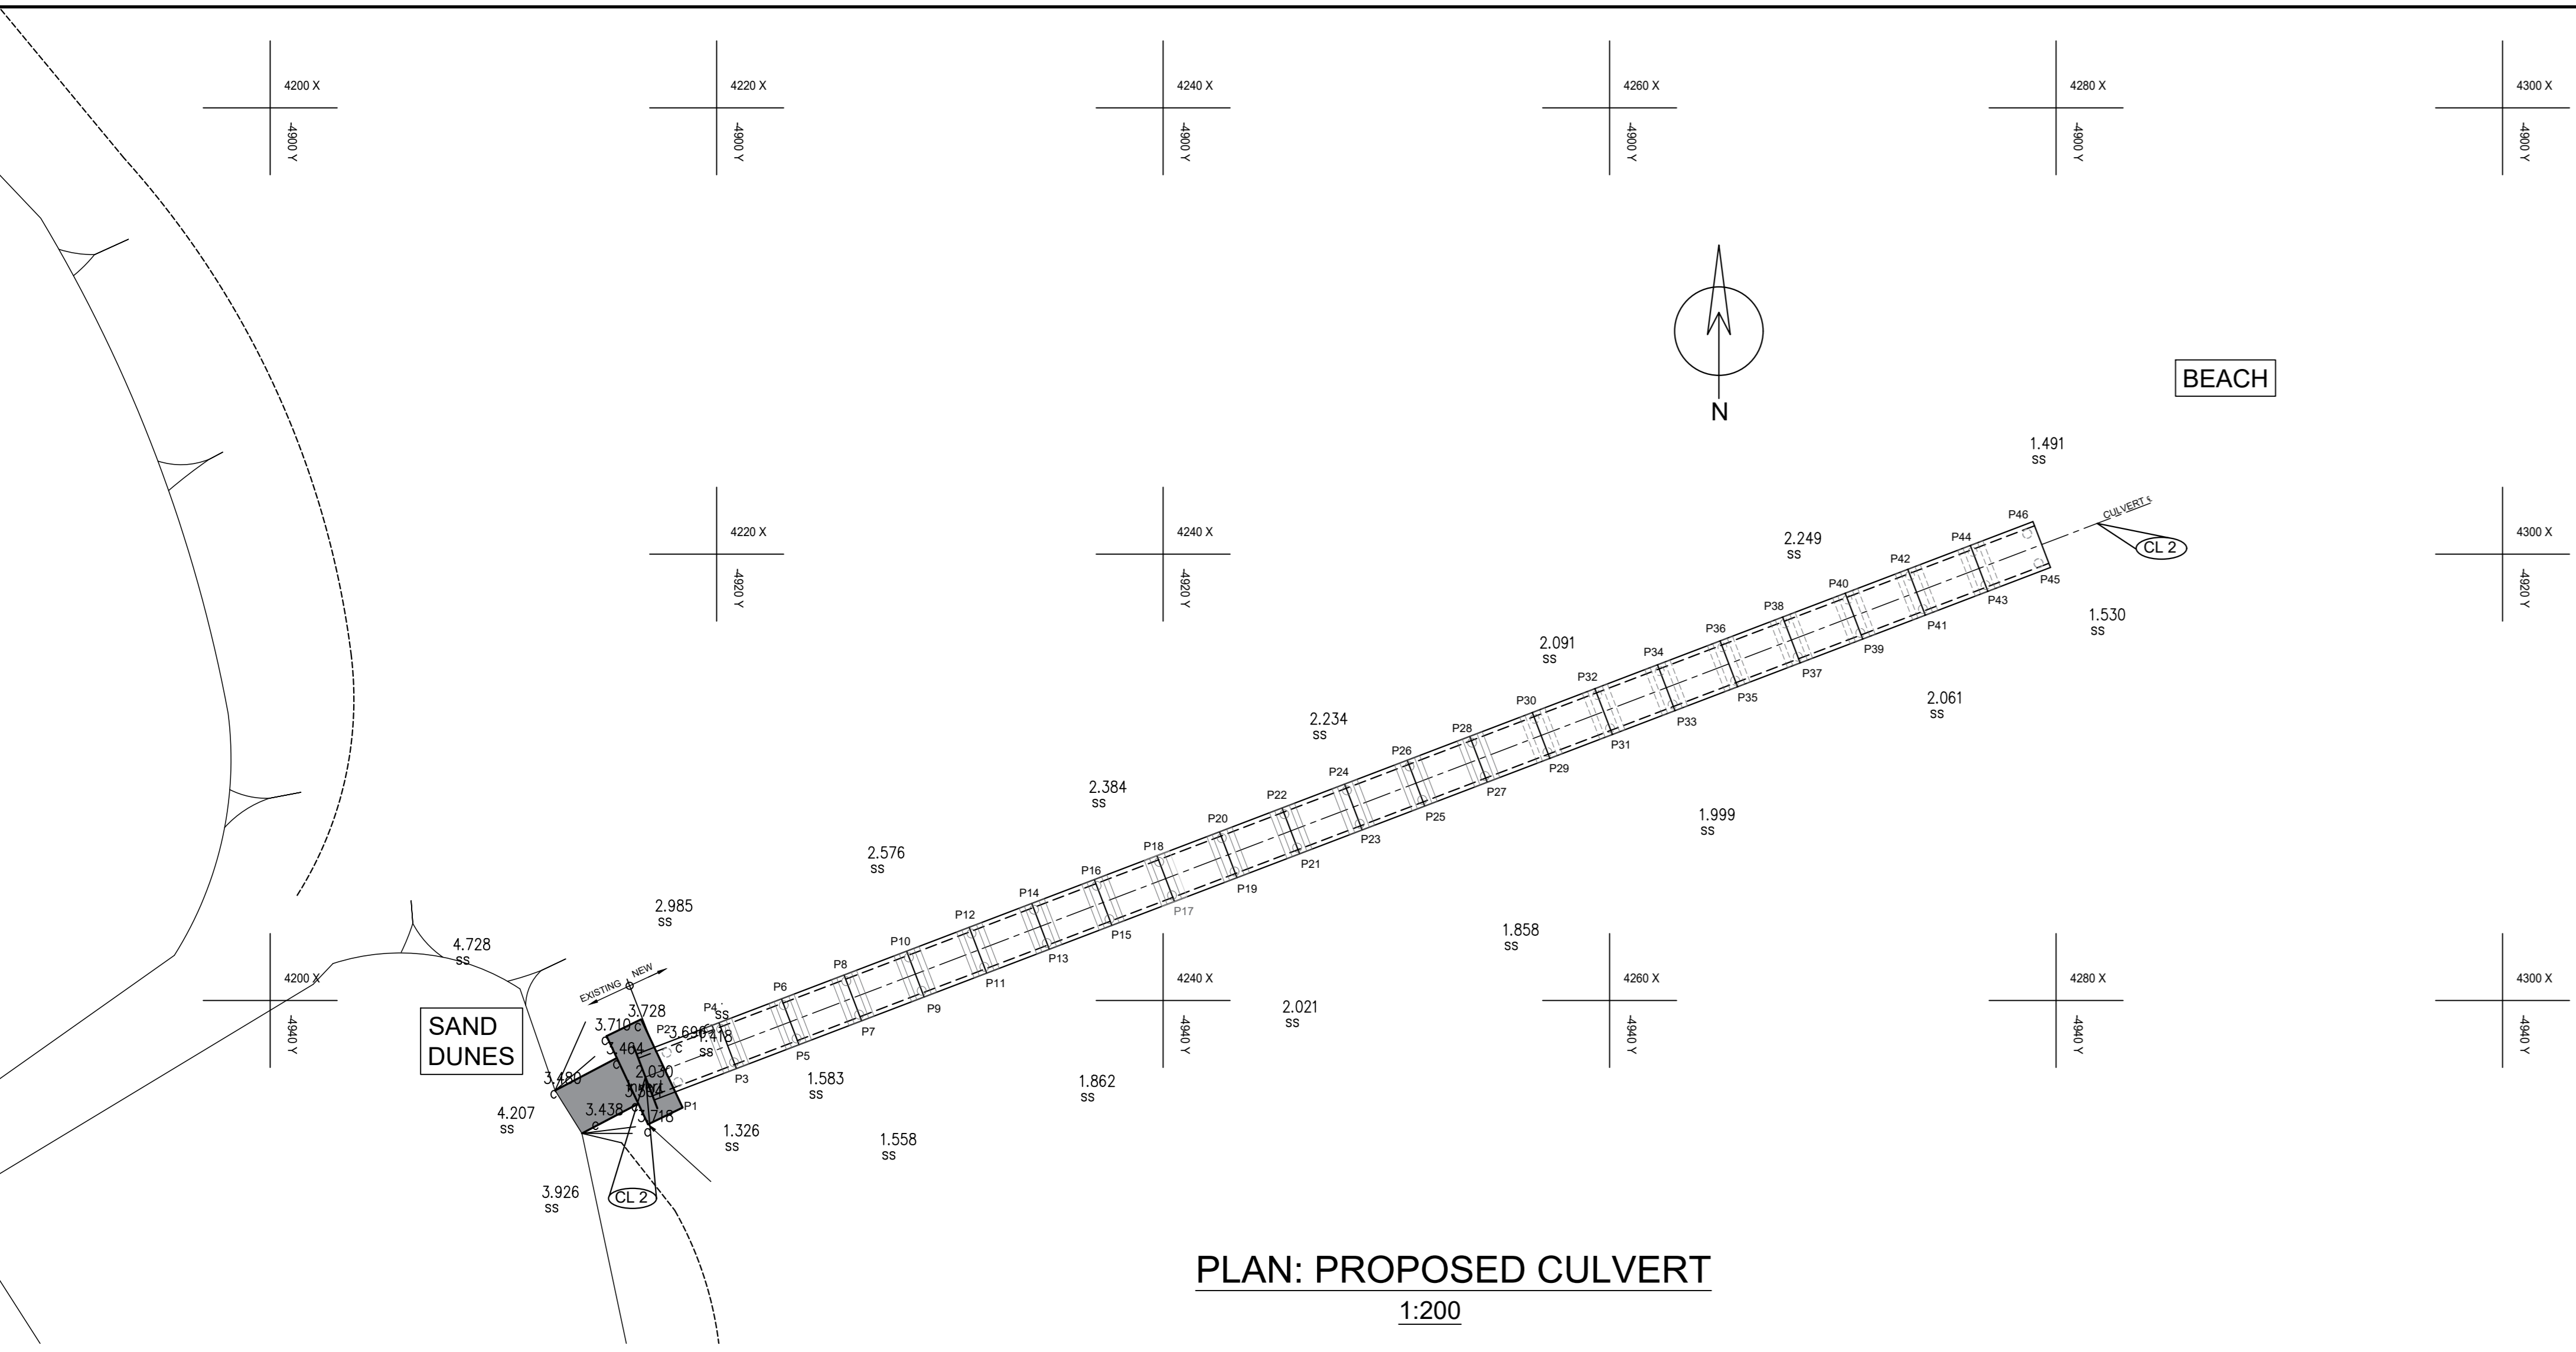 4200 X
4220 X
4240 X
4260 X
4280 X
4300 X
-4900 Y
-4900 Y
-4900 Y
-4900 Y
-4900 Y
-4900 Y
N
BEACH
1.491
SS
4220 X
4240 X
4300 X
-4920 Y
-4920 Y
-4920 Y
CULVERT ℄
CL 2
P46
P44
P42
P40
P38
P36
P34
P32
P30
P28
P26
P24
P22
P20
P18
P16
P14
P12
P10
P8
P6
P4
P2
P45
P43
P41
P39
P37
P35
P33
P31
P29
P27
P25
P23
P21
P19
P17
P15
P13
P11
P9
P7
P5
P3
P1
2.249
SS
1.530
SS
2.091
SS
2.061
SS
2.234
SS
2.384
SS
1.999
SS
2.576
SS
2.985
SS
1.858
SS
4.728
SS
4200 X
4240 X
4260 X
4280 X
4300 X
-4940 Y
-4940 Y
-4940 Y
-4940 Y
-4940 Y
EXISTING
NEW
SAND
DUNES
3.728
C
3.710
C
SS
C
1.418
SS
3.464
C
2.030
3.480
C
3.438
C
3.718
C
2.021
SS
1.583
SS
1.862
SS
4.207
SS
1.326
SS
1.558
SS
3.926
SS
CL 2
PLAN: PROPOSED CULVERT
1:200